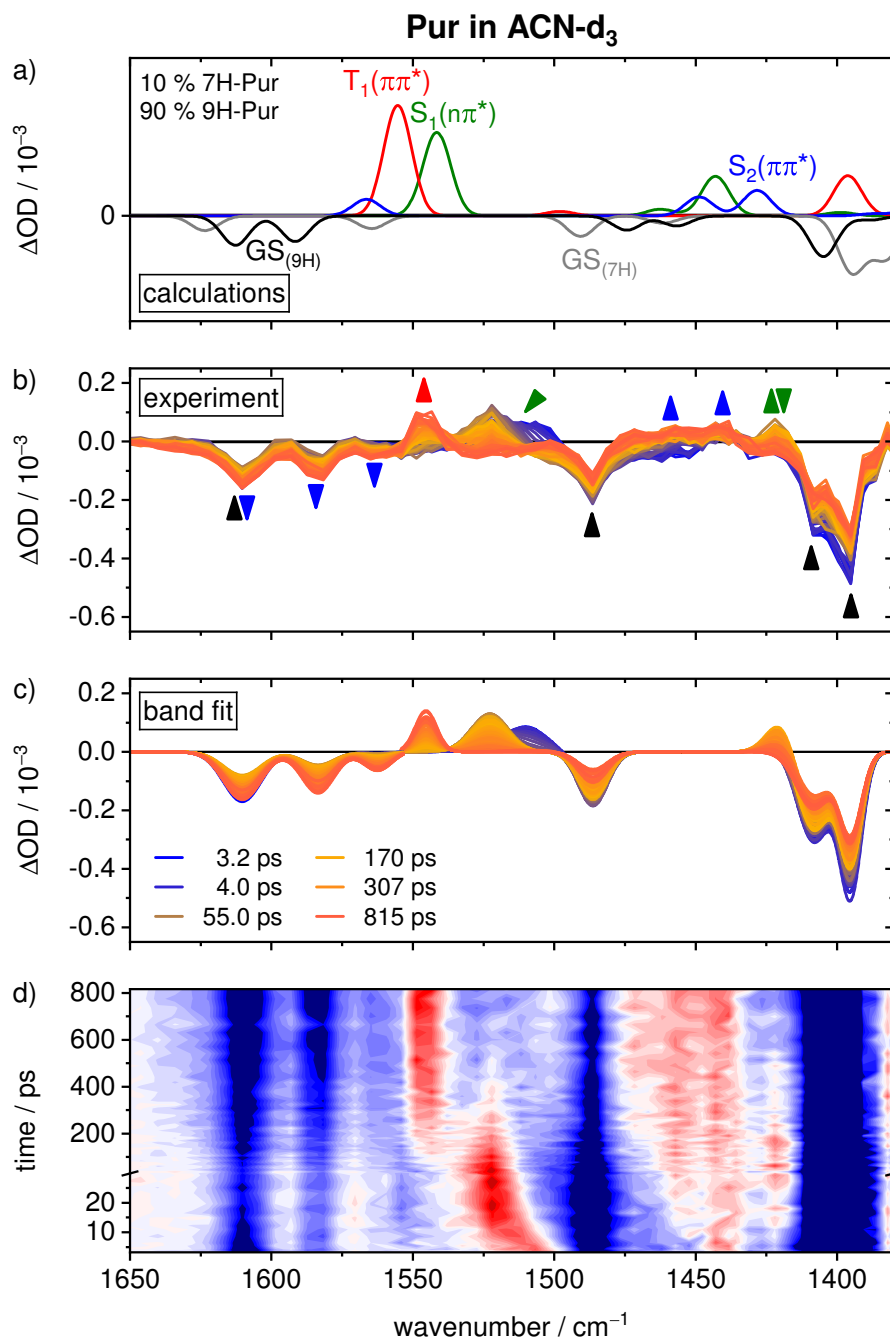 Pur in ACN-d₃
a)
10 % 7H-Pur
90 % 9H-Pur
T₁(ππ*)
S₁(nπ*)
S₂(ππ*)
GS₍₉H₎
GS₍₇H₎
calculations
ΔOD / 10⁻³
0
b)
experiment
ΔOD / 10⁻³
0.2
0.0
-0.2
-0.4
-0.6
c)
band fit
ΔOD / 10⁻³
0.2
0.0
-0.2
-0.4
-0.6
3.2 ps
170 ps
4.0 ps
307 ps
55.0 ps
815 ps
d)
time / ps
800
600
400
200
20
10
1650 1600 1550 1500 1450 1400
wavenumber / cm⁻¹